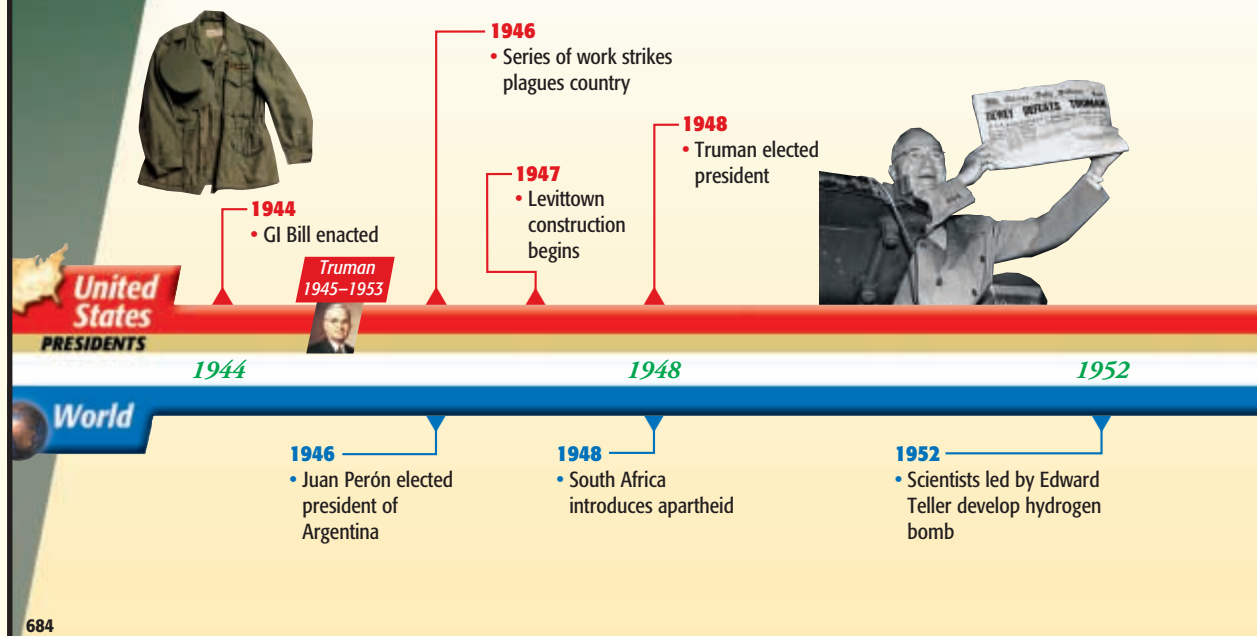 1946
• Series of work strikes
plagues country
1948
• Truman elected
president
1947
• Levittown
construction
begins
1944
• GI Bill enacted
DEWEY DEFEATS TRUMAN
Truman
1945–1953
United
States
PRESIDENTS
1944
1948
1952
World
1946
• Juan Perón elected
president of
Argentina
1948
• South Africa
introduces apartheid
1952
• Scientists led by Edward
Teller develop hydrogen
bomb
684